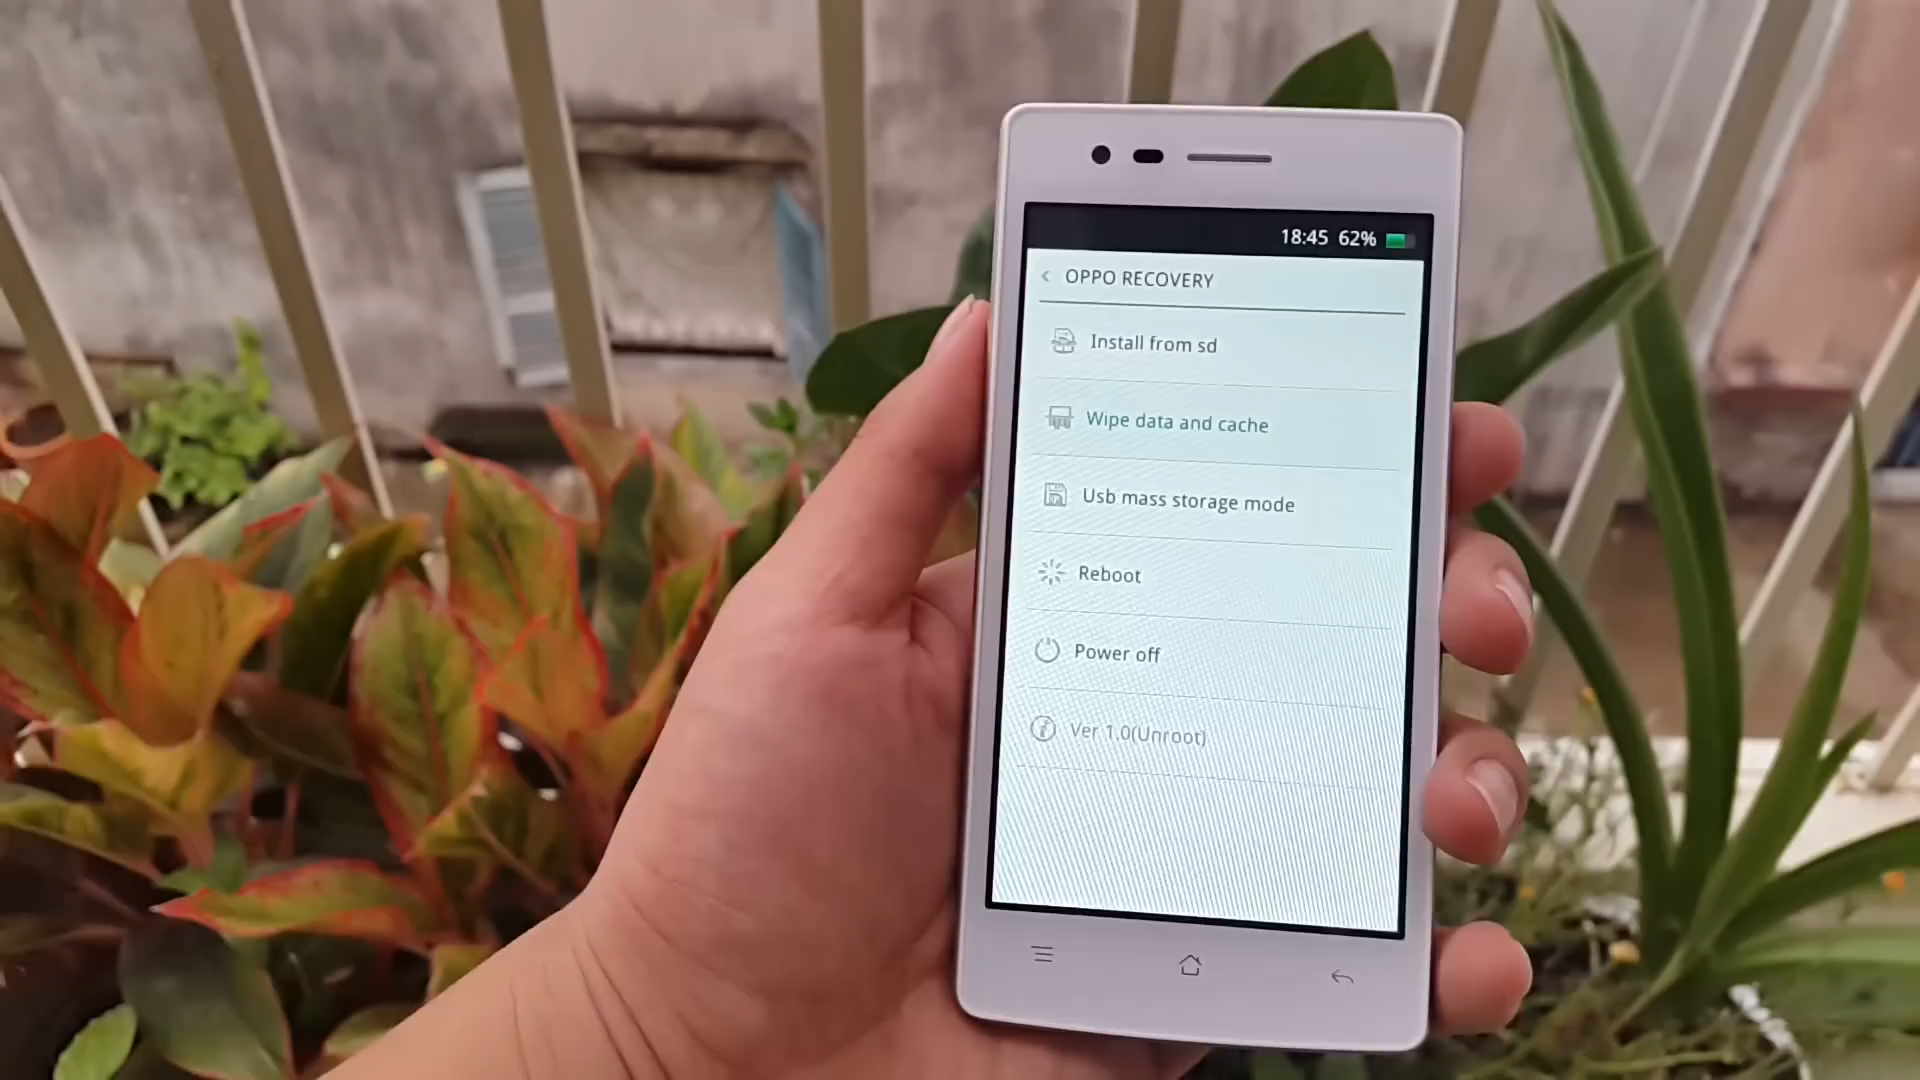 18:45 62%
OPPO RECOVERY
Install from sd
Wipe data and cache
Usb mass storage mode
Reboot
Power off
Ver 1.0(Unroot)